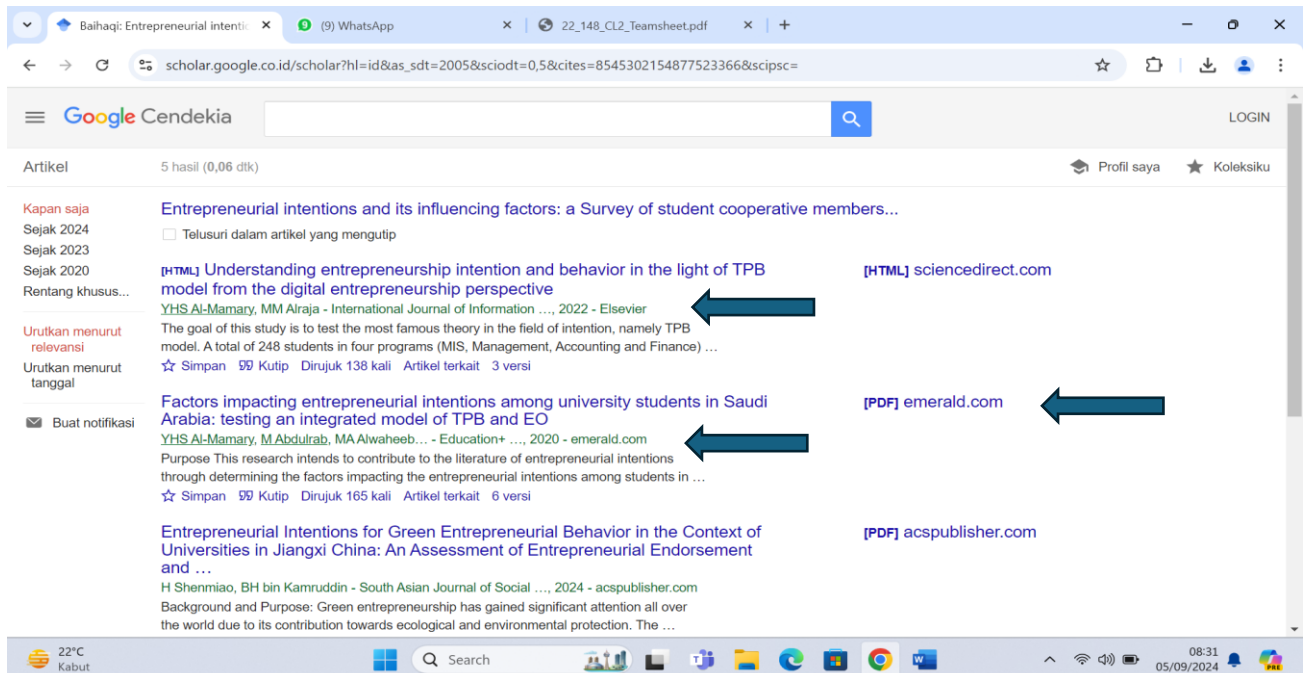 Baihaqi: Entrepreneurial intentic
(9) WhatsApp
22_148_CL2_Teamsheet.pdf
scholar.google.co.id/scholar?hl=id&as_sdt=2005&sciodt=0,5&cites=8545302154877523366&scipsc=
Google Cendekia
LOGIN
Artikel
5 hasil (0,06 dtk)
Profil saya
Koleksiku
Kapan saja
Sejak 2024
Sejak 2023
Sejak 2020
Rentang khusus...
Urutkan menurut
relevansi
Urutkan menurut
tanggal
Buat notifikasi
Entrepreneurial intentions and its influencing factors: a Survey of student cooperative members...
Telusuri dalam artikel yang mengutip
[HTML] Understanding entrepreneurship intention and behavior in the light of TPB
model from the digital entrepreneurship perspective
YHS Al-Mamary, MM Alraja - International Journal of Information …, 2022 - Elsevier
The goal of this study is to test the most famous theory in the field of intention, namely TPB
model. A total of 248 students in four programs (MIS, Management, Accounting and Finance) …
Simpan Kutip Dirujuk 138 kali Artikel terkait 3 versi
[HTML] sciencedirect.com
Factors impacting entrepreneurial intentions among university students in Saudi
Arabia: testing an integrated model of TPB and EO
YHS Al-Mamary, M Abdulrab, MA Alwaheeb... - Education+ …, 2020 - emerald.com
Purpose This research intends to contribute to the literature of entrepreneurial intentions
through determining the factors impacting the entrepreneurial intentions among students in …
Simpan Kutip Dirujuk 165 kali Artikel terkait 6 versi
[PDF] emerald.com
Entrepreneurial Intentions for Green Entrepreneurial Behavior in the Context of
Universities in Jiangxi China: An Assessment of Entrepreneurial Endorsement
and …
H Shenmiao, BH bin Kamruddin - South Asian Journal of Social …, 2024 - acspublisher.com
Background and Purpose: Green entrepreneurship has gained significant attention all over
the world due to its contribution towards ecological and environmental protection. The …
[PDF] acspublisher.com
22°C
Kabut
Search
08:31
05/09/2024
PRE